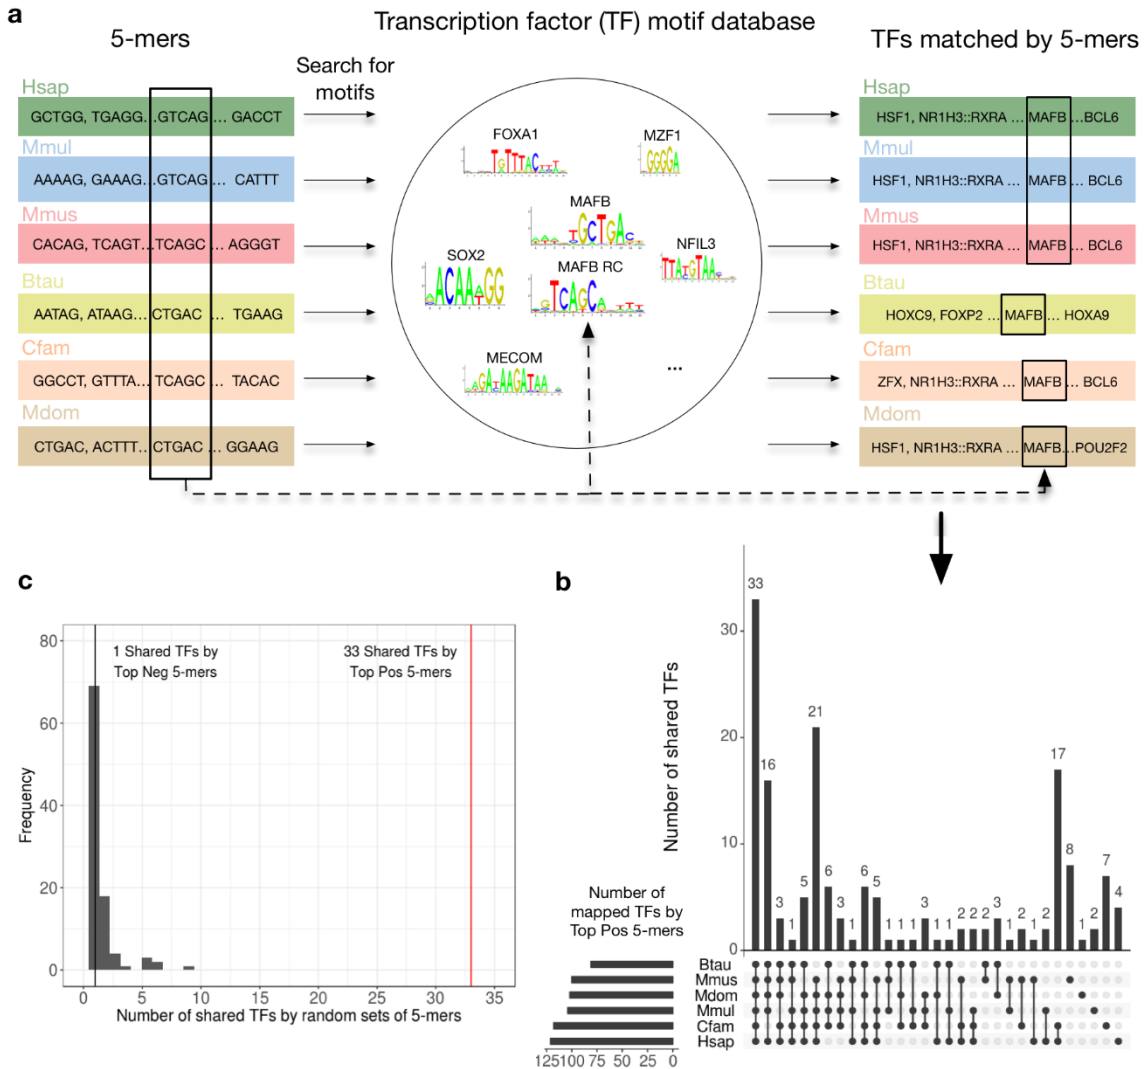 a
Transcription factor (TF) motif database
5-mers
TFs matched by 5-mers
Search for
motifs
Hsap
GCTGG, TGAGG...GTCAG... GACCT
Mmul
AAAAG, GAAAG...GTCAG... CATTT
Mmus
CACAG, TCAGT...TCAGC... AGGGT
Btau
AATAG, ATAAG...CTGAC... TGAAG
Cfam
GGCCT, GTTTA...TCAGC... TACAC
Mdom
CTGAC, ACTTT...CTGAC... GGAAG
FOXA1
MZF1
MAFB
SOX2
MAFB RC
NFIL3
MECOM
...
Hsap
HSF1, NR1H3::RXRA ... MAFB ...BCL6
Mmul
HSF1, NR1H3::RXRA ... MAFB ... BCL6
Mmus
HSF1, NR1H3::RXRA ... MAFB ... BCL6
Btau
HOXC9, FOXP2 ... MAFB ... HOXA9
Cfam
ZFX, NR1H3::RXRA ... MAFB ... BCL6
Mdom
HSF1, NR1H3::RXRA ... MAFB...POU2F2
c
80
60
40
20
0
Frequency
1 Shared TFs by
Top Neg 5-mers
33 Shared TFs by
Top Pos 5-mers
0 5 10 15 20 25 30 35
Number of shared TFs by random sets of 5-mers
b
Number of shared TFs
30
20
10
0
33 16 3 1 5 21 6 3 1 6 5 1 1 1 3 1 1 2 2 2 3 1 2 1 2 17 8 1 2 7 4
Number of
mapped TFs by
Top Pos 5-mers
Btau
Mmus
Mdom
Mmul
Cfam
Hsap
125 100 75 50 25 0